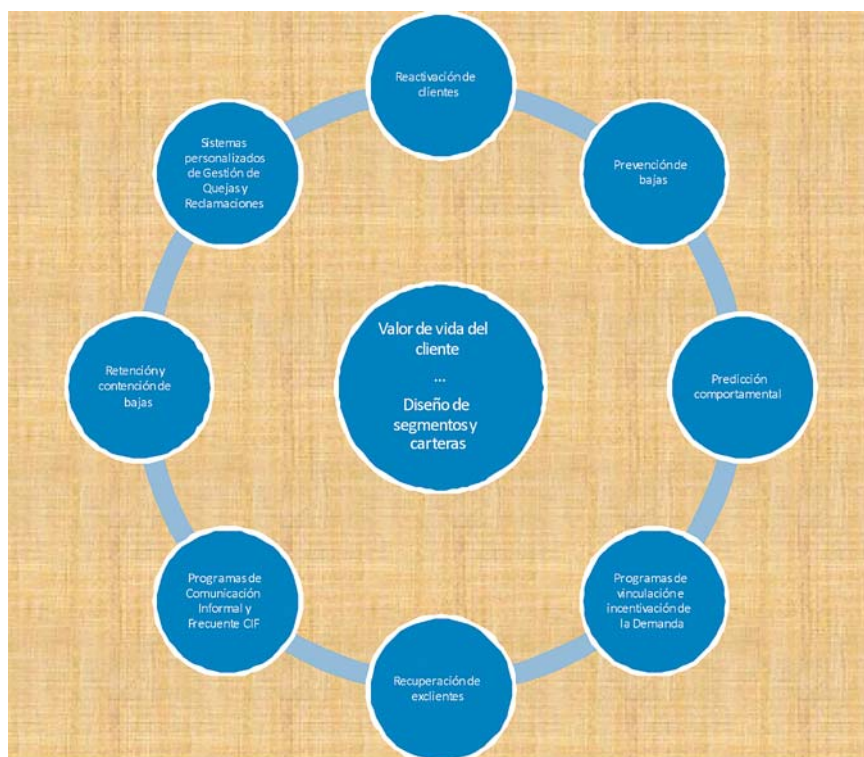 Reactivación de
clientes
Prevención de
bajas
Predicción
comportamental
Programas de
vinculación e
incentivación de
la Demanda
Recuperación de
exclientes
Programas de
Comunicación
Informal y
Frecuente CIF
Retención y
contención de
bajas
Sistemas
personalizados
de Gestión de
Quejas y
Reclamaciones
Valor de vida del
cliente
...
Diseño de
segmentos y
carteras